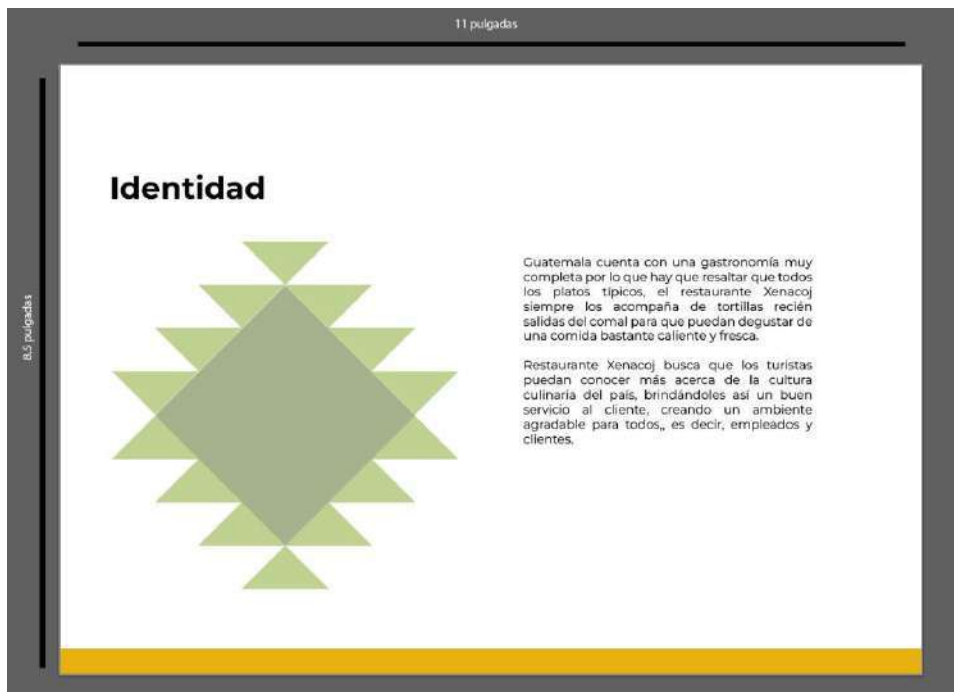 11 pulgadas
8.5 pulgadas
Identidad
Guatemala cuenta con una gastronomía muy
completa por lo que hay que resaltar que todos
los platos típicos, el restaurante Xenacoj
siempre los acompaña de tortillas recién
salidas del comal para que puedan degustar de
una comida bastante caliente y fresca.
Restaurante Xenacoj busca que los turistas
puedan conocer más acerca de la cultura
culinaria del país, brindándoles así un buen
servicio al cliente, creando un ambiente
agradable para todos,, es decir, empleados y
clientes.